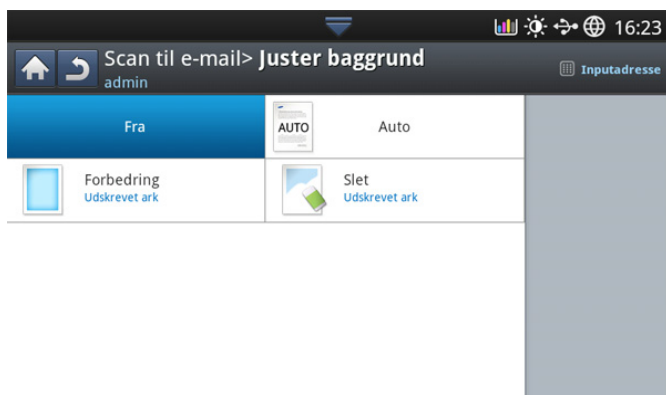 16:23
Scan til e-mail> Juster baggrund
admin
Inputadresse
Fra
AUTO
Auto
Forbedring
Udskrevet ark
Slet
Udskrevet ark